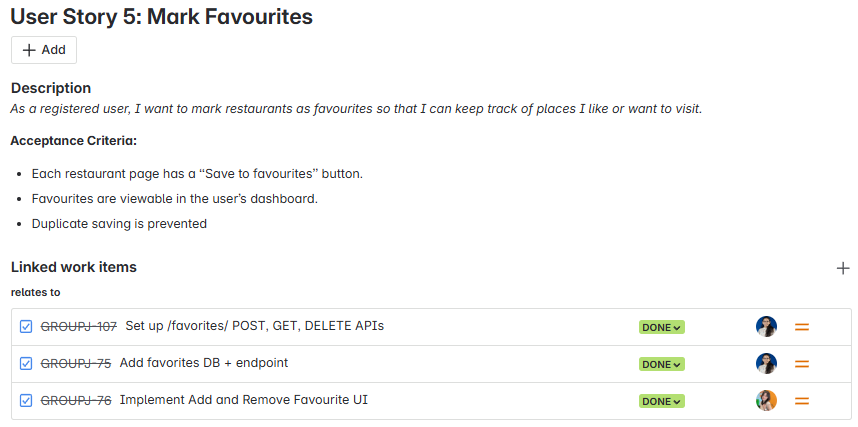 User Story 5: Mark Favourites
Add
Description
As a registered user, I want to mark restaurants as favourites so that I can keep track of places I like or want to visit.
Acceptance Criteria:
• Each restaurant page has a “Save to favourites” button.
• Favourites are viewable in the user’s dashboard.
• Duplicate saving is prevented
Linked work items
relates to
GROUPJ-107 Set up /favorites/ POST, GET, DELETE APIs DONE
GROUPJ-75 Add favorites DB + endpoint DONE
GROUPJ-76 Implement Add and Remove Favourite UI DONE